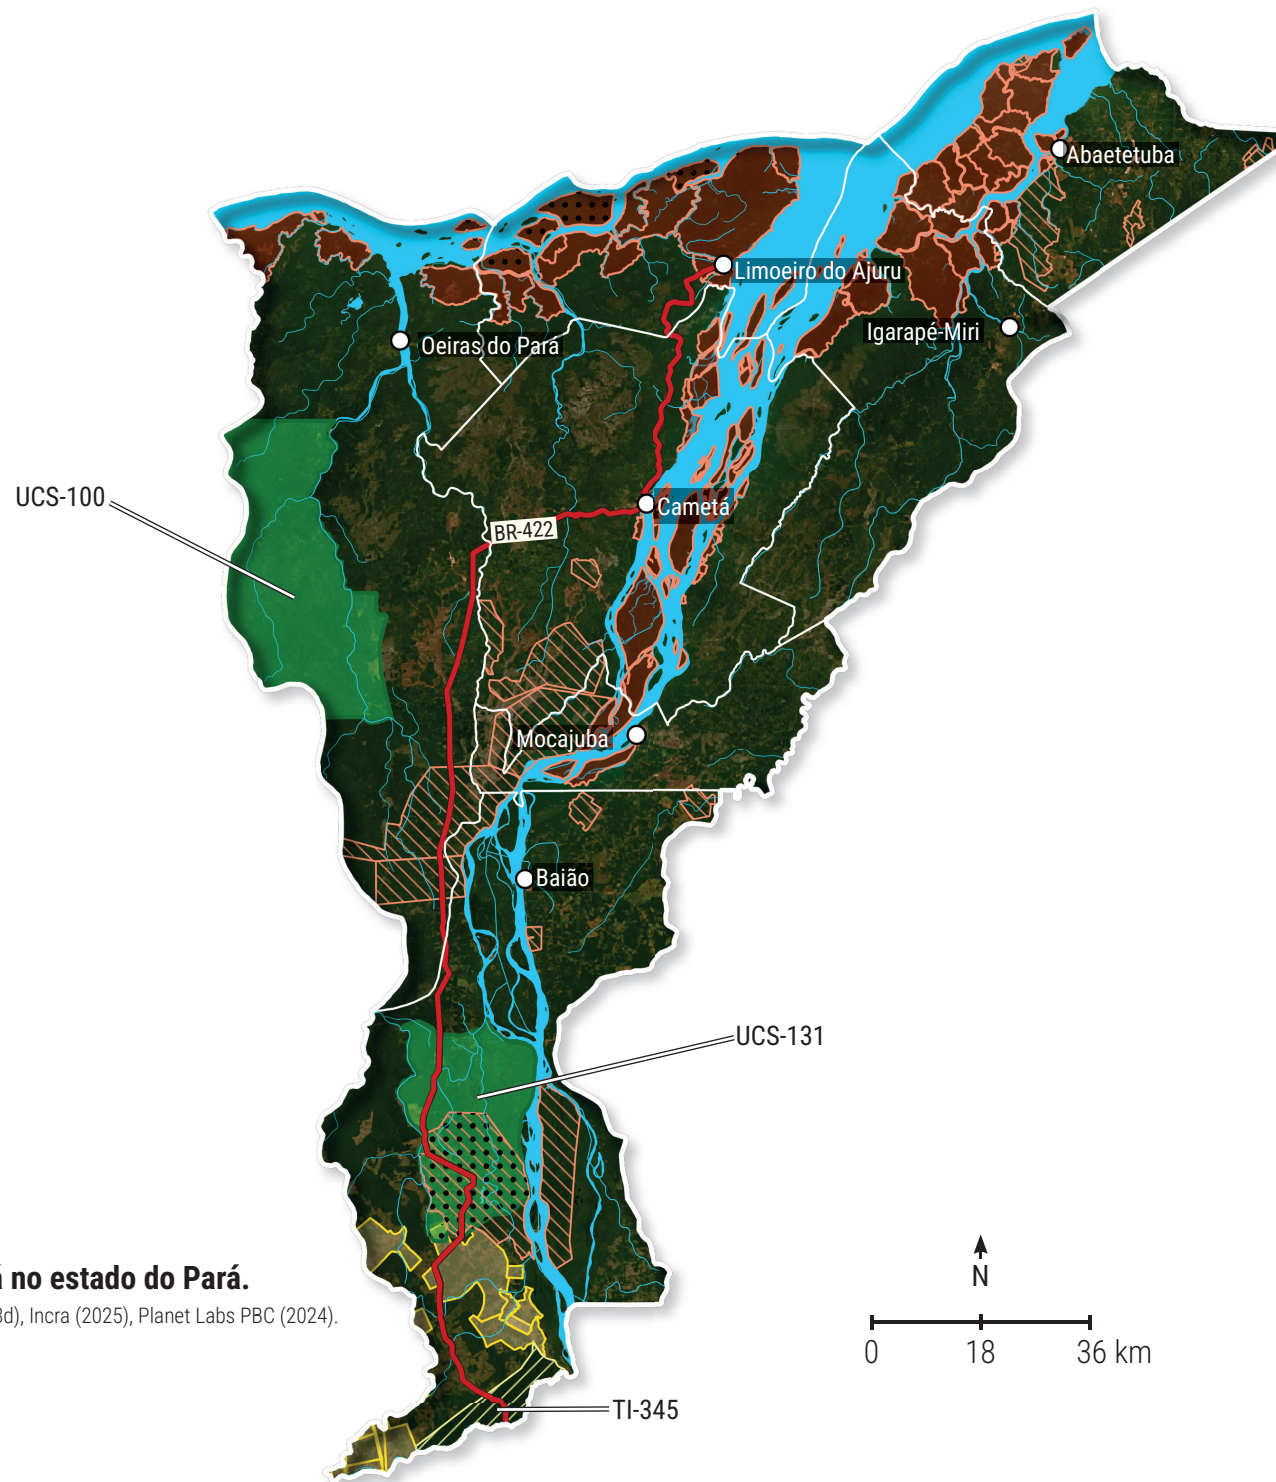 Abaetetuba
Limoeiro do Ajuru
Igarapé-Miri
Oeiras do Pará
UCS-100
Cametá
BR-422
Mocajuba
Baião
UCS-131
no estado do Pará.
Incra (2025), Planet Labs PBC (2024).
N
0 18 36 km
TI-345